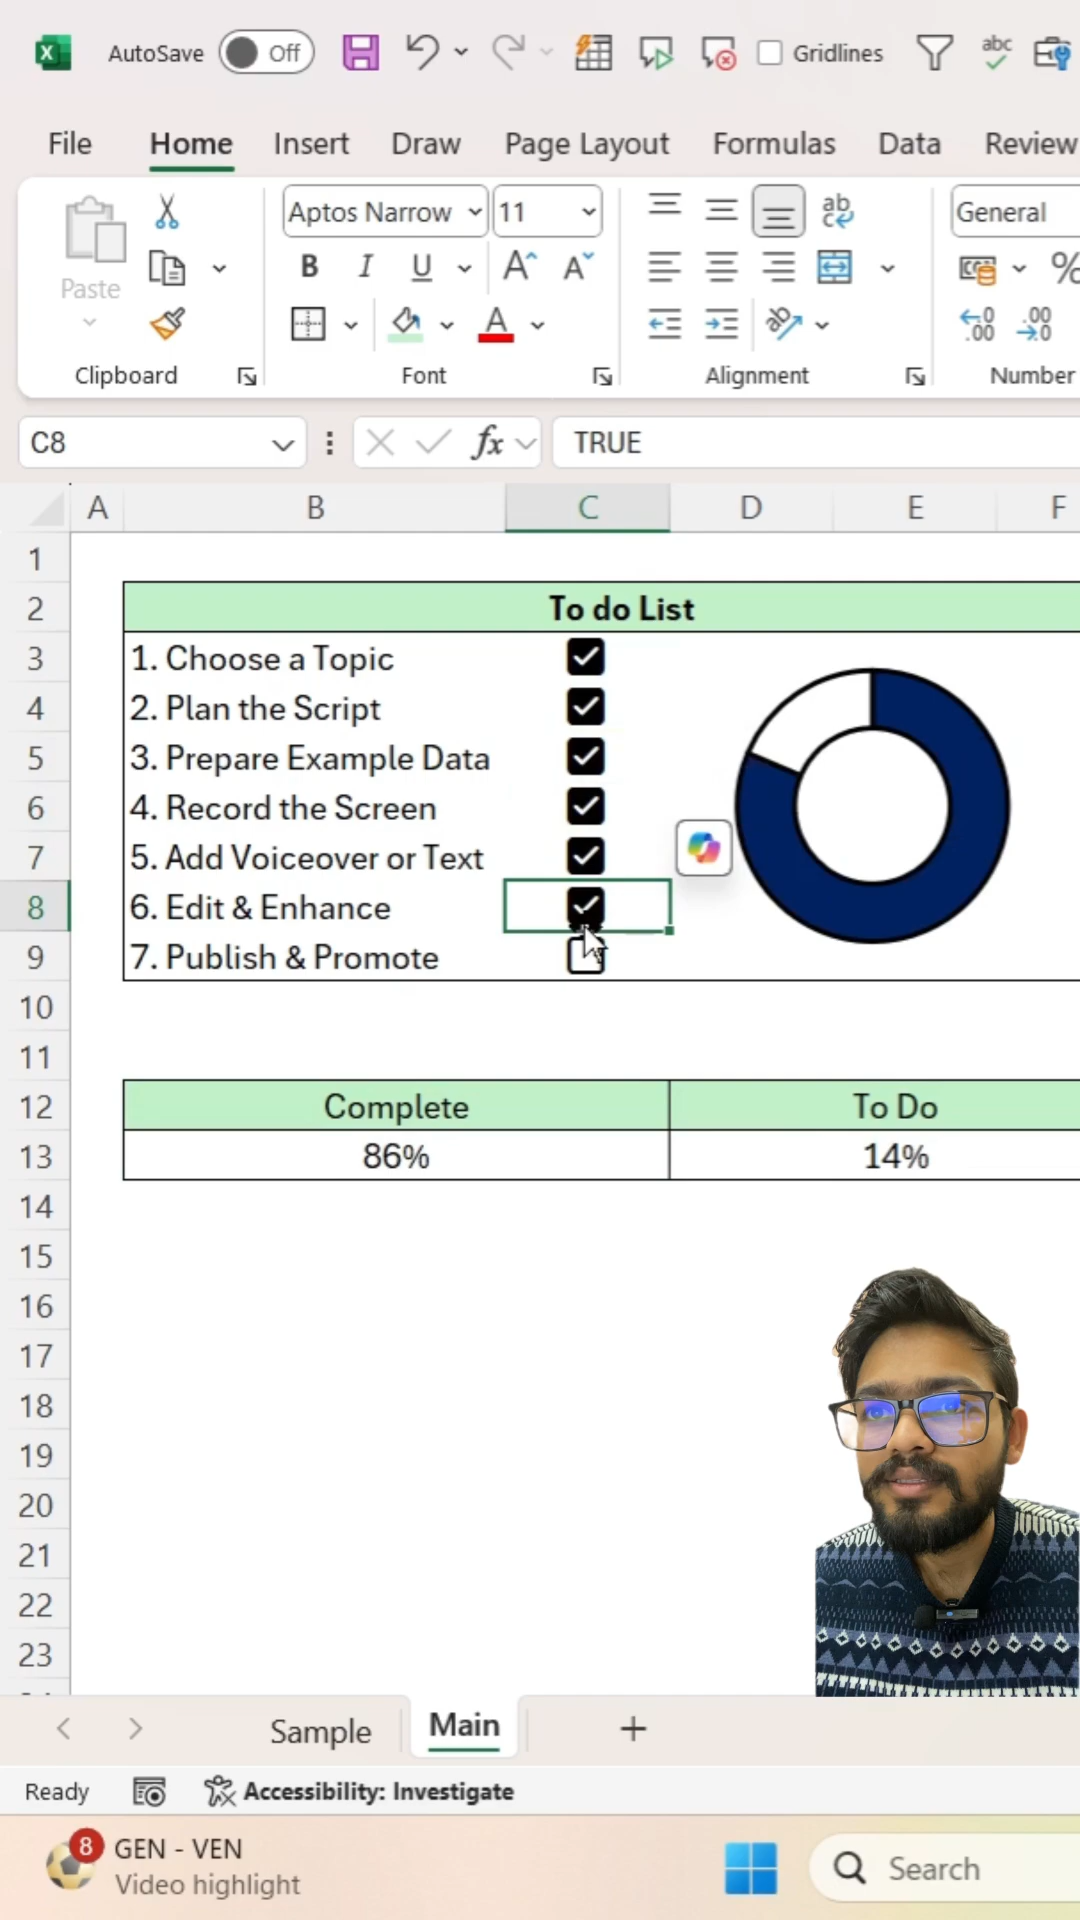 AutoSave Off Gridlines abc
File Home Insert Draw Page Layout Formulas Data Review
Paste Aptos Narrow 11 ab General
B I U A A %
A
Clipboard Font Alignment Number
C8 fx TRUE
A B C D E F
1
2 To do List
3 1. Choose a Topic
4 2. Plan the Script
5 3. Prepare Example Data
6 4. Record the Screen
7 5. Add Voiceover or Text
8 6. Edit & Enhance
9 7. Publish & Promote
10
11
12 Complete To Do
13 86% 14%
14
15
16
17
18
19
20
21
22
23
Sample Main +
Ready Accessibility: Investigate
8 GEN - VEN
Video highlight
Search